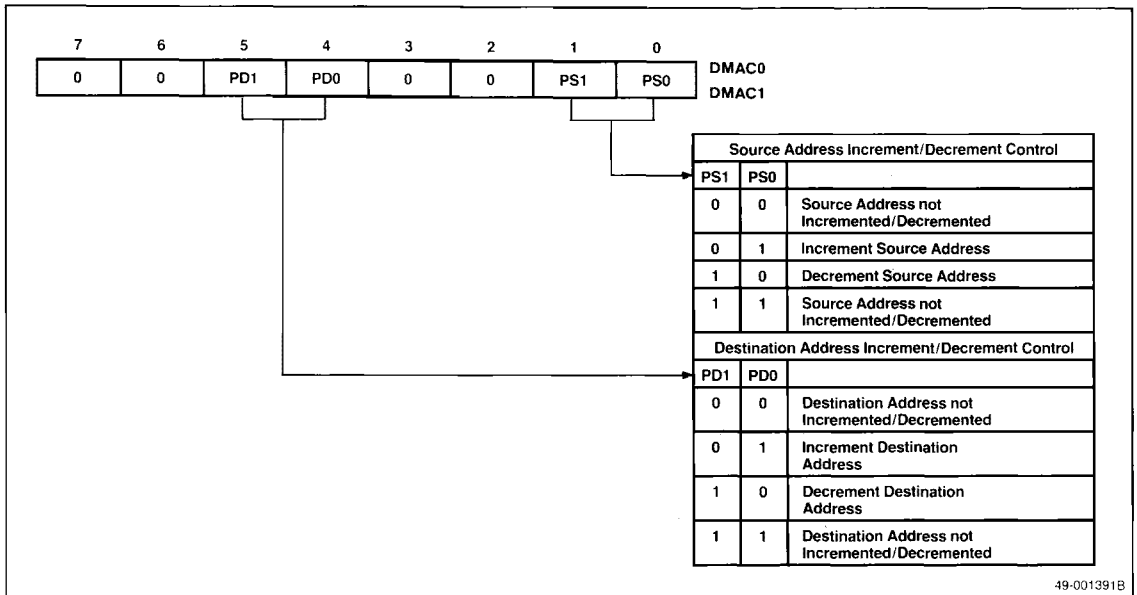 7 6 5 4 3 2 1 0
0 0 PD1 PD0 0 0 PS1 PS0
DMAC0
DMAC1
Source Address Increment/Decrement Control
PS1 PS0
0 0 Source Address not
Incremented/Decremented
0 1 Increment Source Address
1 0 Decrement Source Address
1 1 Source Address not
Incremented/Decremented
Destination Address Increment/Decrement Control
PD1 PD0
0 0 Destination Address not
Incremented/Decremented
0 1 Increment Destination
Address
1 0 Decrement Destination
Address
1 1 Destination Address not
Incremented/Decremented
49-001391B